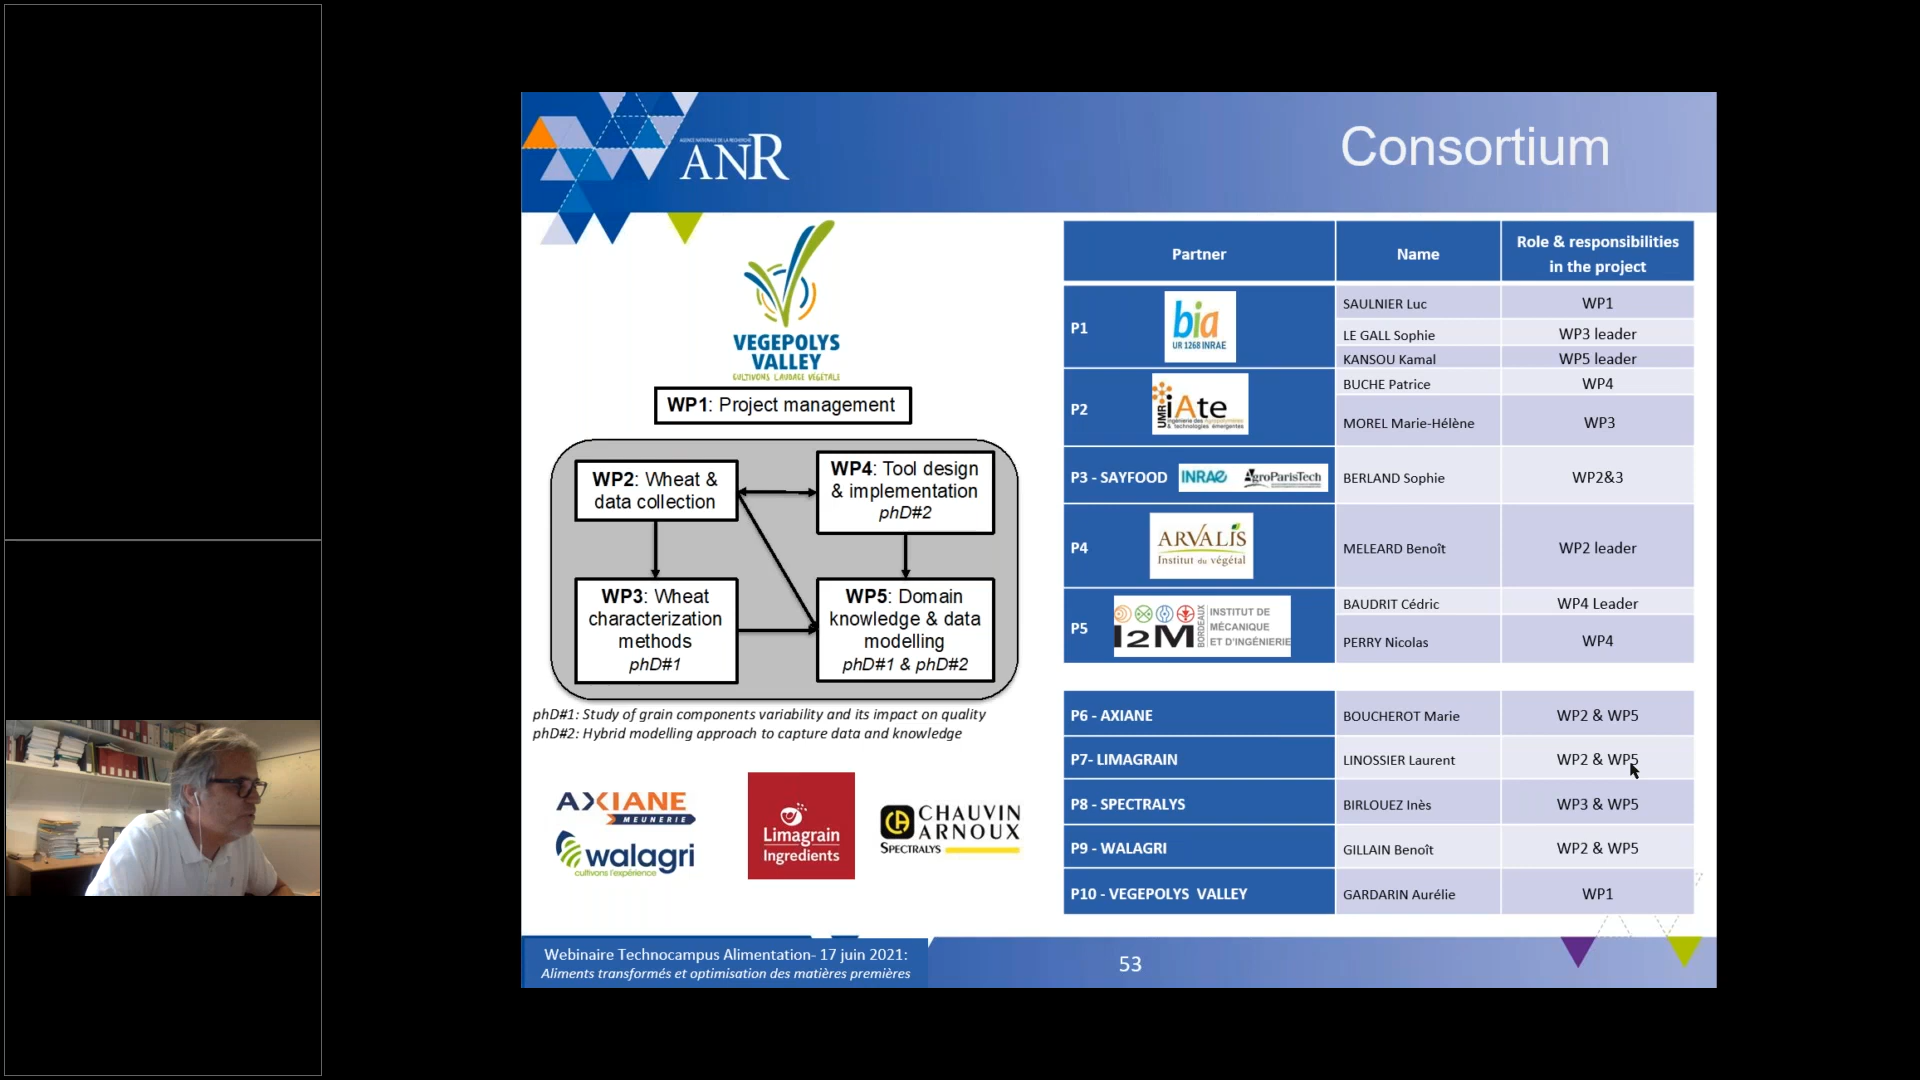 AGENCE NATIONALE DE LA RECHERCHE
ANR
Consortium
VEGEPOLYS
VALLEY
CULTIVONS L'AUDACE VÉGÉTALE
WP1: Project management
WP2: Wheat &
data collection
WP4: Tool design
& implementation
phD#2
WP3: Wheat
characterization
methods
phD#1
WP5: Domain
knowledge & data
modelling
phD#1 & phD#2
phD#1: Study of grain components variability and its impact on quality
phD#2: Hybrid modelling approach to capture data and knowledge
AXIANE
MEUNERIE
walagri
cultivons l'expérience
Limagrain
Ingredients
CHAUVIN
ARNOUX
SPECTRALYS
Partner Name Role & responsibilities
in the project
P1
bia
UR 1268 INRAE
SAULNIER Luc WP1
LE GALL Sophie WP3 leader
KANSOU Kamal WP5 leader
P2
UMR iAte
& technologies émergentes
BUCHE Patrice WP4
MOREL Marie-Hélène WP3
P3 - SAYFOOD INRAE AgroParisTech BERLAND Sophie WP2&3
P4
ARVALIS
Institut du végétal
MELEARD Benoît WP2 leader
P5
I2M BORDEAUX
INSTITUT DE
MÉCANIQUE
ET D'INGÉNIERIE
BAUDRIT Cédric WP4 Leader
PERRY Nicolas WP4
P6 - AXIANE BOUCHEROT Marie WP2 & WP5
P7- LIMAGRAIN LINOSSIER Laurent WP2 & WP5
P8 - SPECTRALYS BIRLOUEZ Inès WP3 & WP5
P9 - WALAGRI GILLAIN Benoît WP2 & WP5
P10 - VEGEPOLYS VALLEY GARDARIN Aurélie WP1
Webinaire Technocampus Alimentation- 17 juin 2021:
Aliments transformés et optimisation des matières premières
53